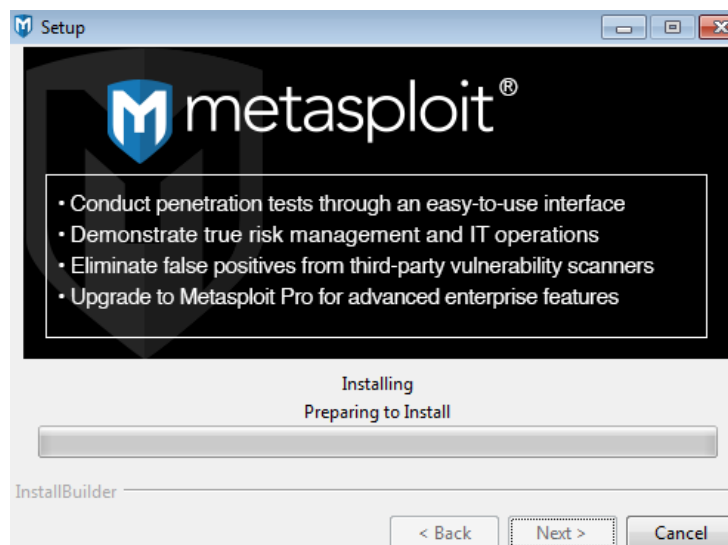 Setup
metasploit®
• Conduct penetration tests through an easy-to-use interface
• Demonstrate true risk management and IT operations
• Eliminate false positives from third-party vulnerability scanners
• Upgrade to Metasploit Pro for advanced enterprise features
Installing
Preparing to Install
InstallBuilder
< Back Next > Cancel